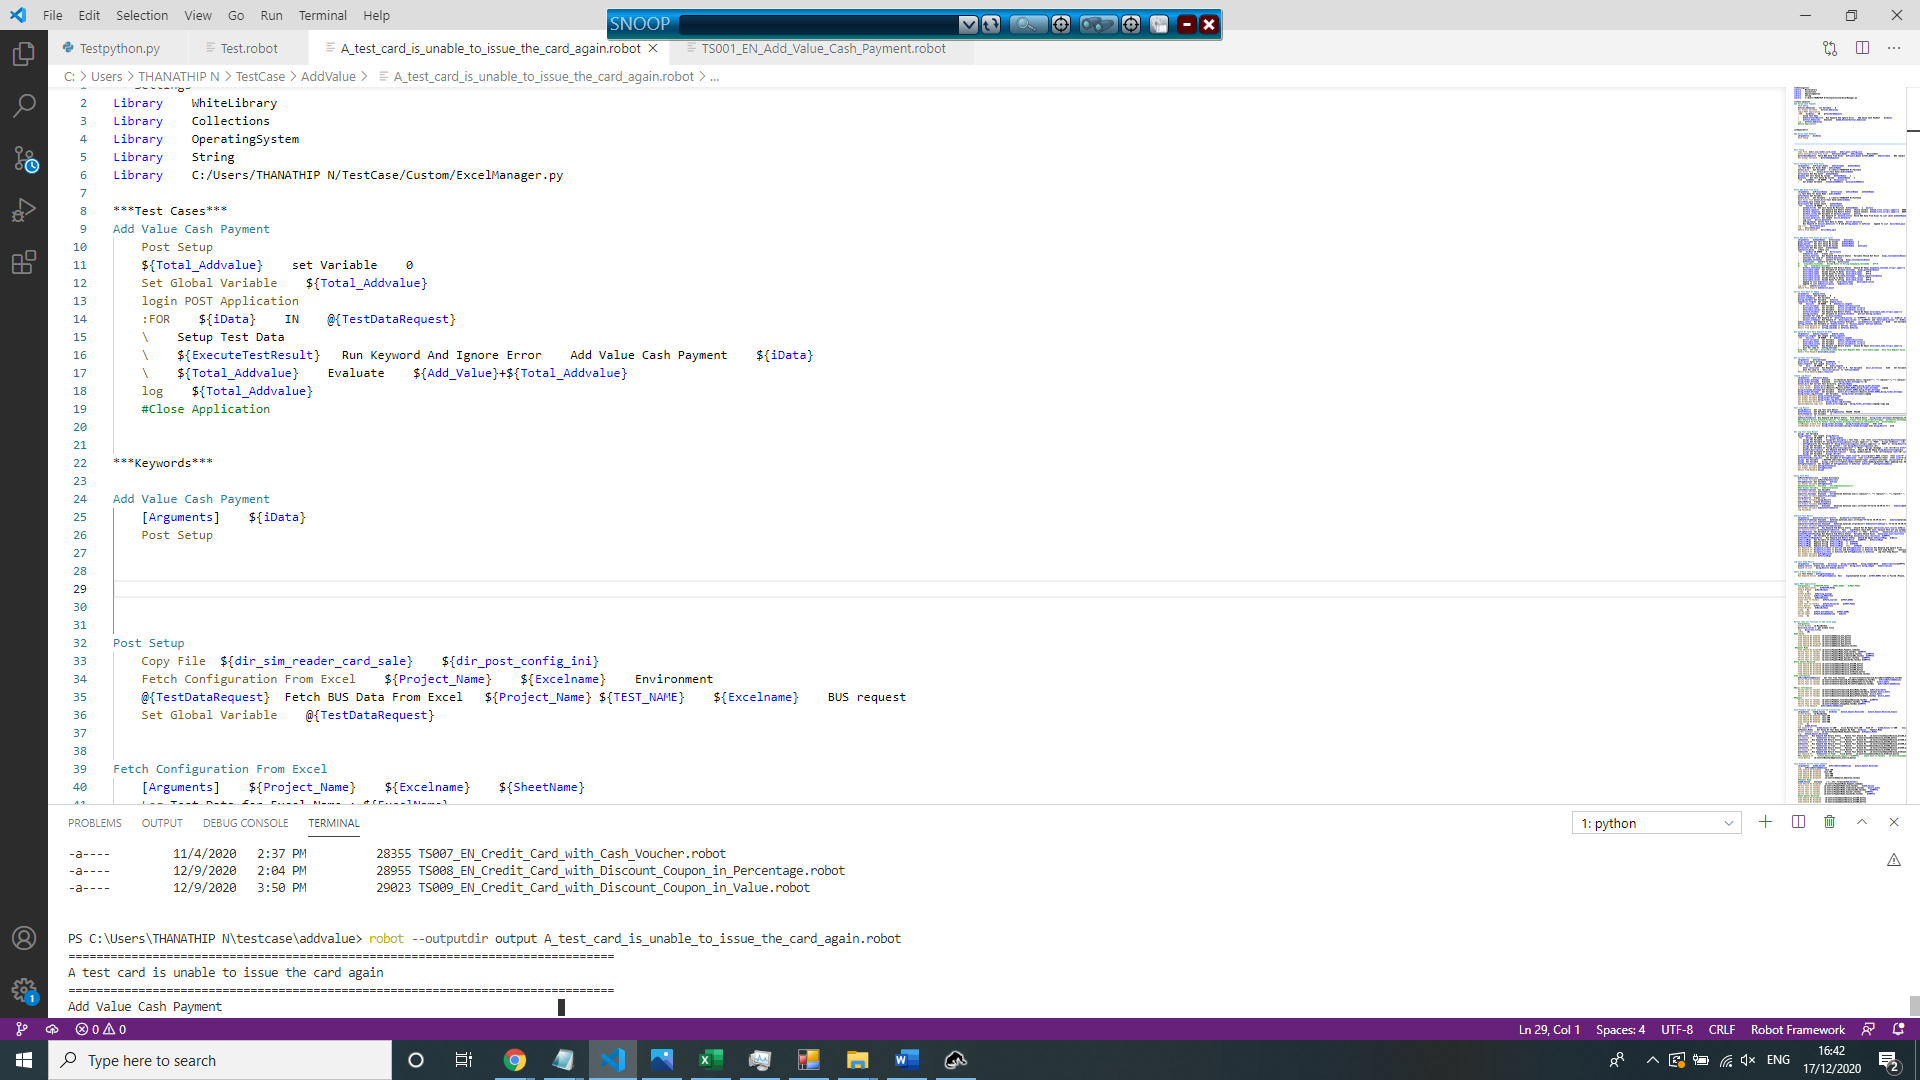 File Edit Selection View Go Run Terminal Help
SNOOP
Testpython.py Test.robot A_test_card_is_unable_to_issue_the_card_again.robot TS001_EN_Add_Value_Cash_Payment.robot
C: > Users > THANATHIP N > TestCase > AddValue > A_test_card_is_unable_to_issue_the_card_again.robot > ...
2 Library WhiteLibrary
3 Library Collections
4 Library OperatingSystem
5 Library String
6 Library C:/Users/THANATHIP N/TestCase/Custom/ExcelManager.py
7
8 ***Test Cases***
9 Add Value Cash Payment
10 Post Setup
11 ${Total_Addvalue} set Variable 0
12 Set Global Variable ${Total_Addvalue}
13 login POST Application
14 :FOR ${iData} IN @{TestDataRequest}
15 \ Setup Test Data
16 \ ${ExecuteTestResult} Run Keyword And Ignore Error Add Value Cash Payment ${iData}
17 \ ${Total_Addvalue} Evaluate ${Add_Value}+${Total_Addvalue}
18 log ${Total_Addvalue}
19 #Close Application
20
21
22 ***Keywords***
23
24 Add Value Cash Payment
25 [Arguments] ${iData}
26 Post Setup
27
28
29
30
31
32 Post Setup
33 Copy File ${dir_sim_reader_card_sale} ${dir_post_config_ini}
34 Fetch Configuration From Excel ${Project_Name} ${Excelname} Environment
35 @{TestDataRequest} Fetch BUS Data From Excel ${Project_Name} ${TEST_NAME} ${Excelname} BUS request
36 Set Global Variable @{TestDataRequest}
37
38
39 Fetch Configuration From Excel
40 [Arguments] ${Project_Name} ${Excelname} ${SheetName}
PROBLEMS OUTPUT DEBUG CONSOLE TERMINAL 1: python
-a---- 11/4/2020 2:37 PM 28355 TS007_EN_Credit_Card_with_Cash_Voucher.robot
-a---- 12/9/2020 2:04 PM 28955 TS008_EN_Credit_Card_with_Discount_Coupon_in_Percentage.robot
-a---- 12/9/2020 3:50 PM 29023 TS009_EN_Credit_Card_with_Discount_Coupon_in_Value.robot
PS C:\Users\THANATHIP N\testcase\addvalue> robot --outputdir output A_test_card_is_unable_to_issue_the_card_again.robot
==============================================================================
A test card is unable to issue the card again
==============================================================================
Add Value Cash Payment
0 0 Ln 29, Col 1 Spaces: 4 UTF-8 CRLF Robot Framework
Type here to search ENG 16:42
17/12/2020 2